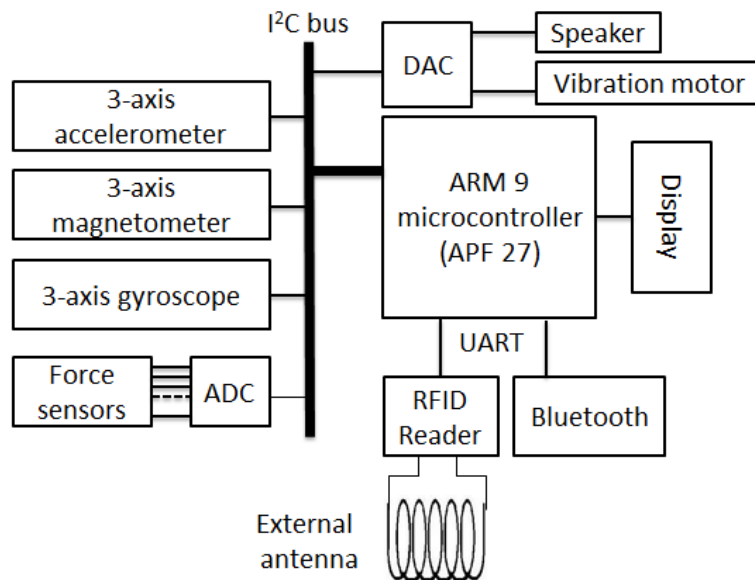 I²C bus
Speaker
DAC
Vibration motor
3-axis
accelerometer
3-axis
magnetometer
ARM 9
microcontroller
(APF 27)
Display
3-axis gyroscope
UART
Force
sensors
ADC
RFID
Reader
Bluetooth
External
antenna